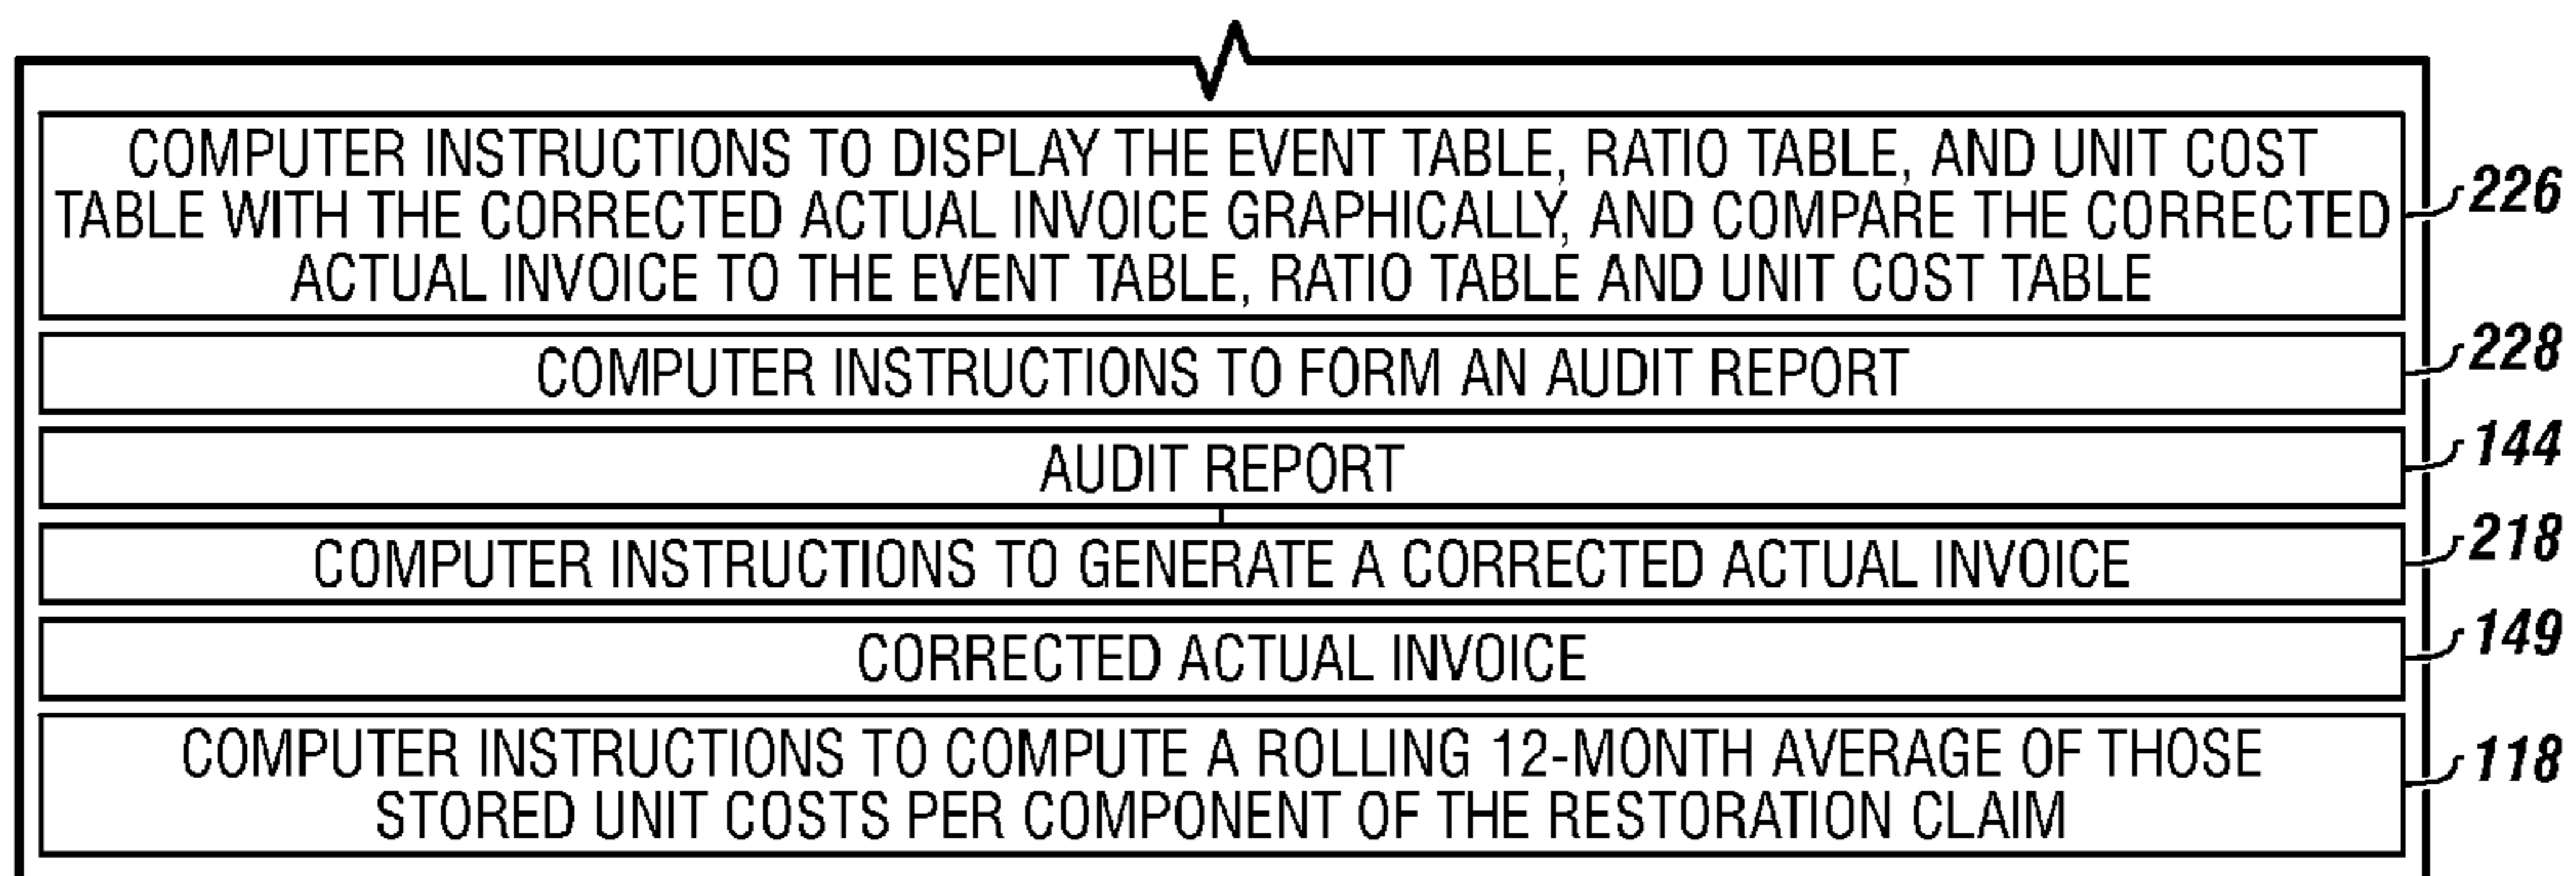 COMPUTER INSTRUCTIONS TO DISPLAY THE EVENT TABLE, RATIO TABLE, AND UNIT COST
TABLE WITH THE CORRECTED ACTUAL INVOICE GRAPHICALLY, AND COMPARE THE CORRECTED
ACTUAL INVOICE TO THE EVENT TABLE, RATIO TABLE AND UNIT COST TABLE
226
COMPUTER INSTRUCTIONS TO FORM AN AUDIT REPORT
228
AUDIT REPORT
144
COMPUTER INSTRUCTIONS TO GENERATE A CORRECTED ACTUAL INVOICE
218
CORRECTED ACTUAL INVOICE
149
COMPUTER INSTRUCTIONS TO COMPUTE A ROLLING 12-MONTH AVERAGE OF THOSE
STORED UNIT COSTS PER COMPONENT OF THE RESTORATION CLAIM
118